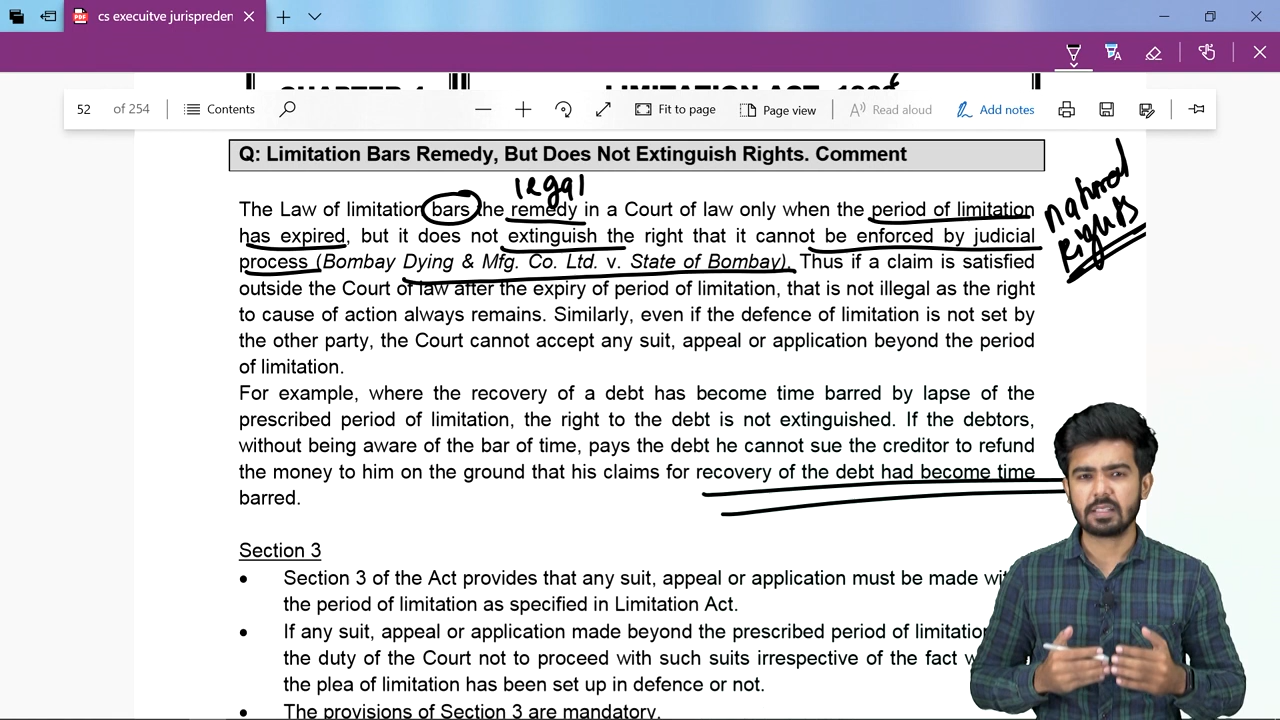 cs execuitve jurispreden
52 of 254 Contents Fit to page Page view Read aloud Add notes
Q: Limitation Bars Remedy, But Does Not Extinguish Rights. Comment
legal
natural
Rights
The Law of limitation bars the remedy in a Court of law only when the period of limitation
has expired, but it does not extinguish the right that it cannot be enforced by judicial
process (Bombay Dying & Mfg. Co. Ltd. v. State of Bombay). Thus if a claim is satisfied
outside the Court of law after the expiry of period of limitation, that is not illegal as the right
to cause of action always remains. Similarly, even if the defence of limitation is not set by
the other party, the Court cannot accept any suit, appeal or application beyond the period
of limitation.
For example, where the recovery of a debt has become time barred by lapse of the
prescribed period of limitation, the right to the debt is not extinguished. If the debtors,
without being aware of the bar of time, pays the debt he cannot sue the creditor to refund
the money to him on the ground that his claims for recovery of the debt had become time
barred.
Section 3
• Section 3 of the Act provides that any suit, appeal or application must be made wi
the period of limitation as specified in Limitation Act.
• If any suit, appeal or application made beyond the prescribed period of limitation
the duty of the Court not to proceed with such suits irrespective of the fact w
the plea of limitation has been set up in defence or not.
• The provisions of Section 3 are mandatory.